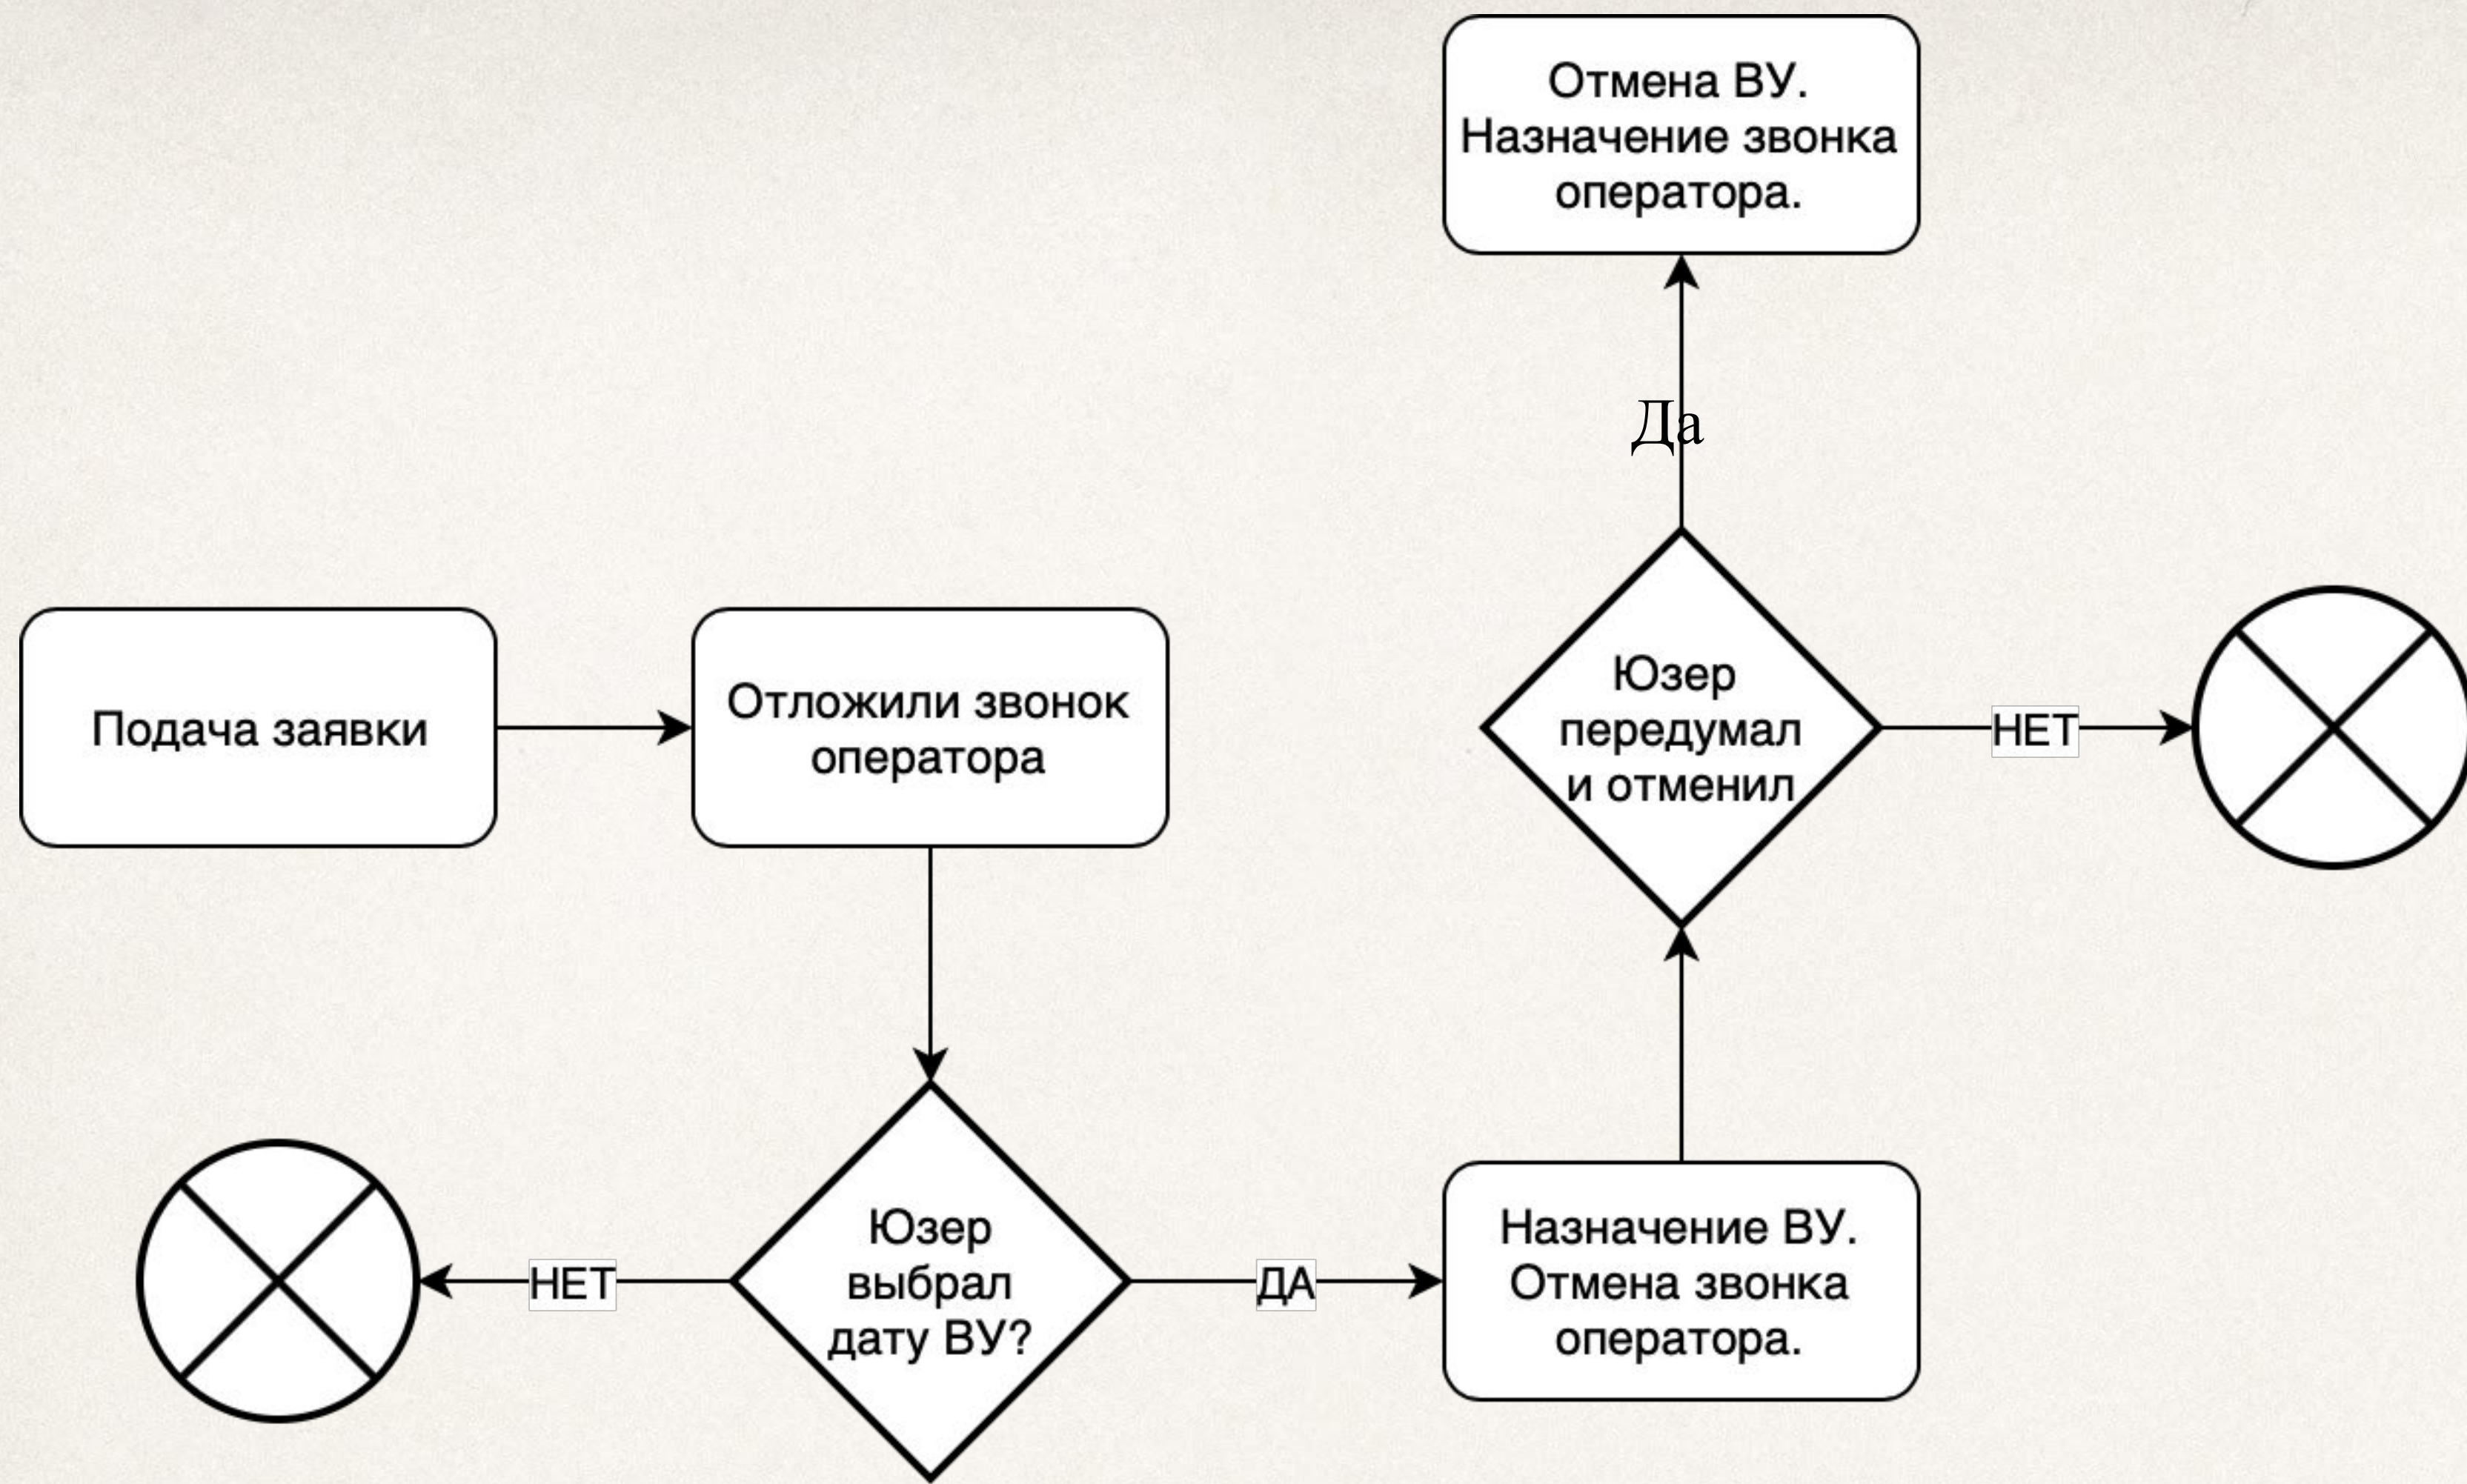 Отмена ВУ.
Назначение звонка
оператора.
Да
Подача заявки
Отложили звонок
оператора
Юзер
передумал
и отменил
НЕТ
НЕТ
Юзер
выбрал
дату ВУ?
ДА
Назначение ВУ.
Отмена звонка
оператора.